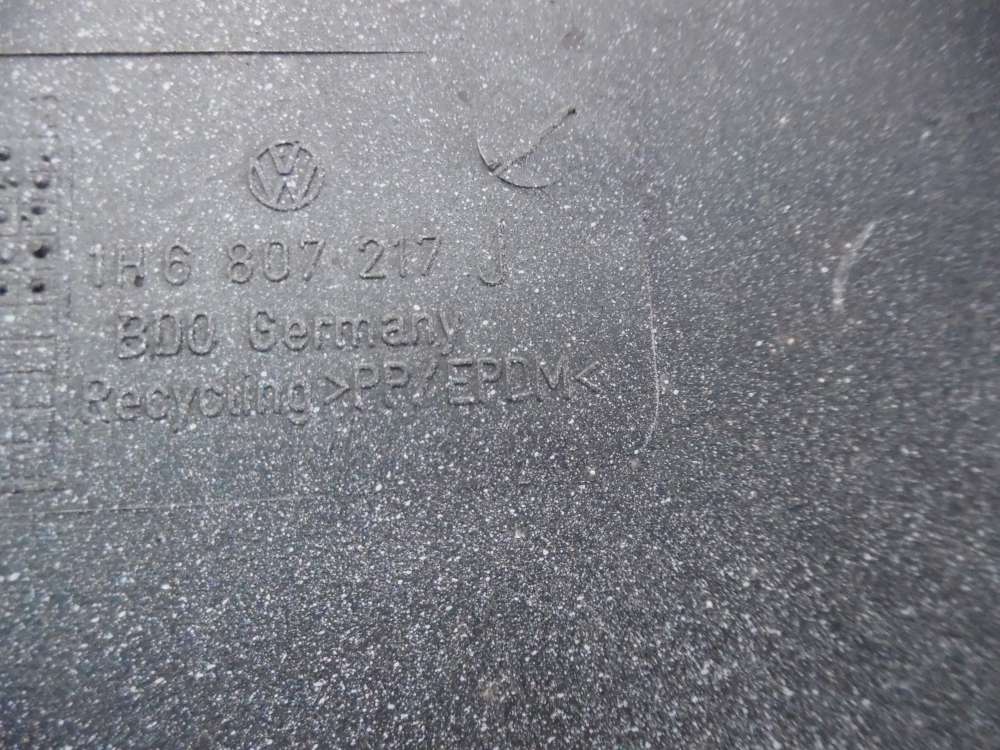 1H6 807 217 J
BDO Germany
Recycling >PP/EPDM<